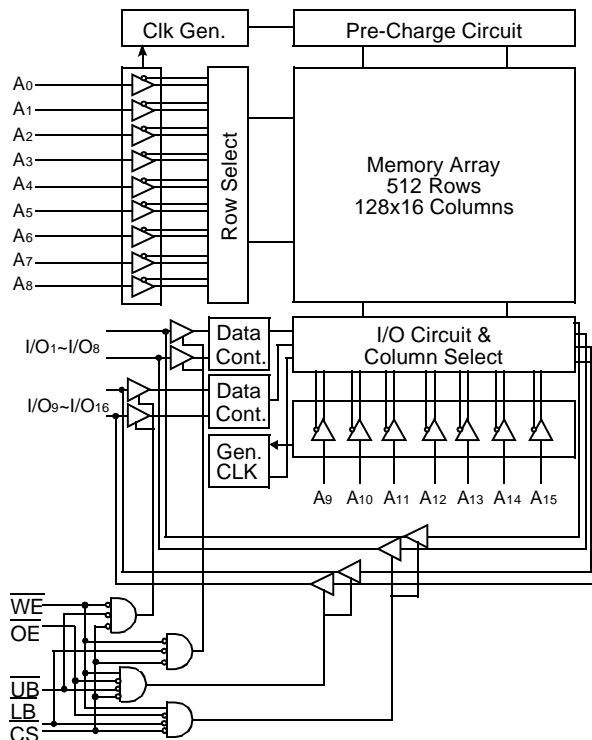 Clk Gen.
Pre-Charge Circuit
A0
A1
A2
A3
A4
A5
A6
A7
A8
Row Select
Memory Array
512 Rows
128x16 Columns
I/O1~I/O8
Data
Cont.
I/O Circuit &
Column Select
I/O9~I/O16
Data
Cont.
Gen.
CLK
A9 A10 A11 A12 A13 A14 A15
WE
OE
UB
LB
CS